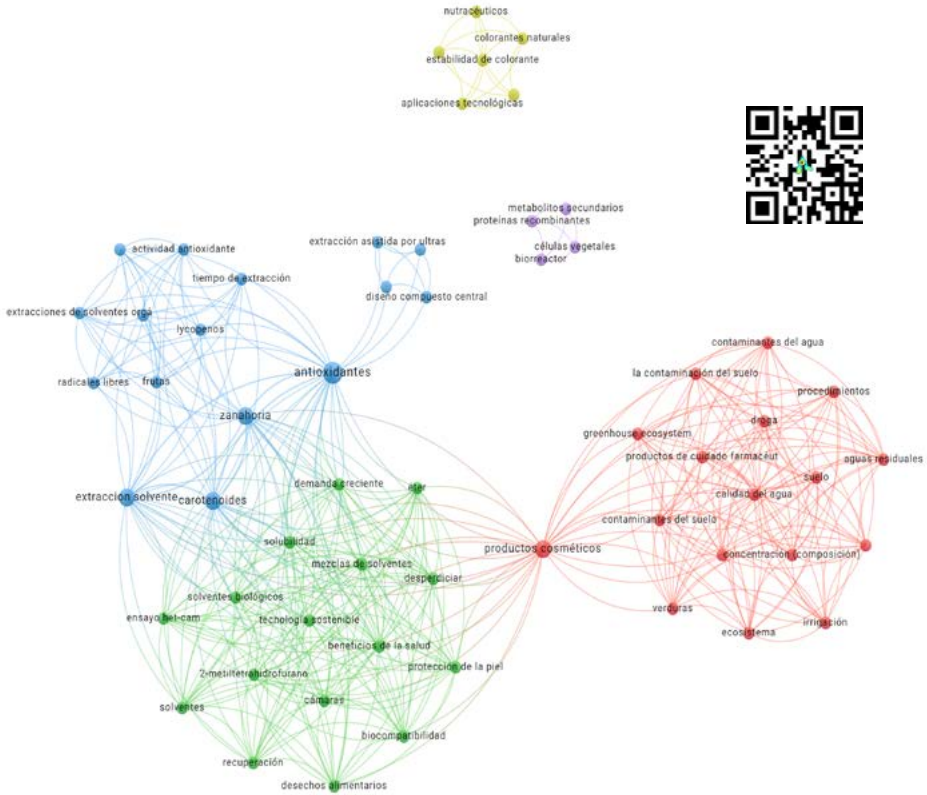 nutracéuticos
colorantes naturales
estabilidad de colorante
aplicaciones tecnológicas
metabolitos secundarios
proteínas recombinantes
células vegetales
biorreactor
extracción asistida por ultras
diseño compuesto central
actividad antioxidante
tiempo de extracción
extracciones de solventes orgá
lycopenos
radicales libres
frutas
antioxidantes
zanahoria
extraccion solvente
carotenoides
demanda creciente
éter
solubilidad
mezclas de solventes
desperciciar
solventes biológicos
ensayo het-cam
tecnología sostenible
beneficios de la salud
protección de la piel
2-metiltetrahidrofurano
cámaras
solventes
biocompatibilidad
recuperación
desechos alimentarios
productos cosméticos
contaminantes del agua
la contaminación del suelo
procedimientos
droga
greenhouse ecosystem
productos de cuidado farmacéut
aguas residuales
suelo
calidad del agua
contaminantes del suelo
concentración (composición)
verduras
ecosistema
irrigación